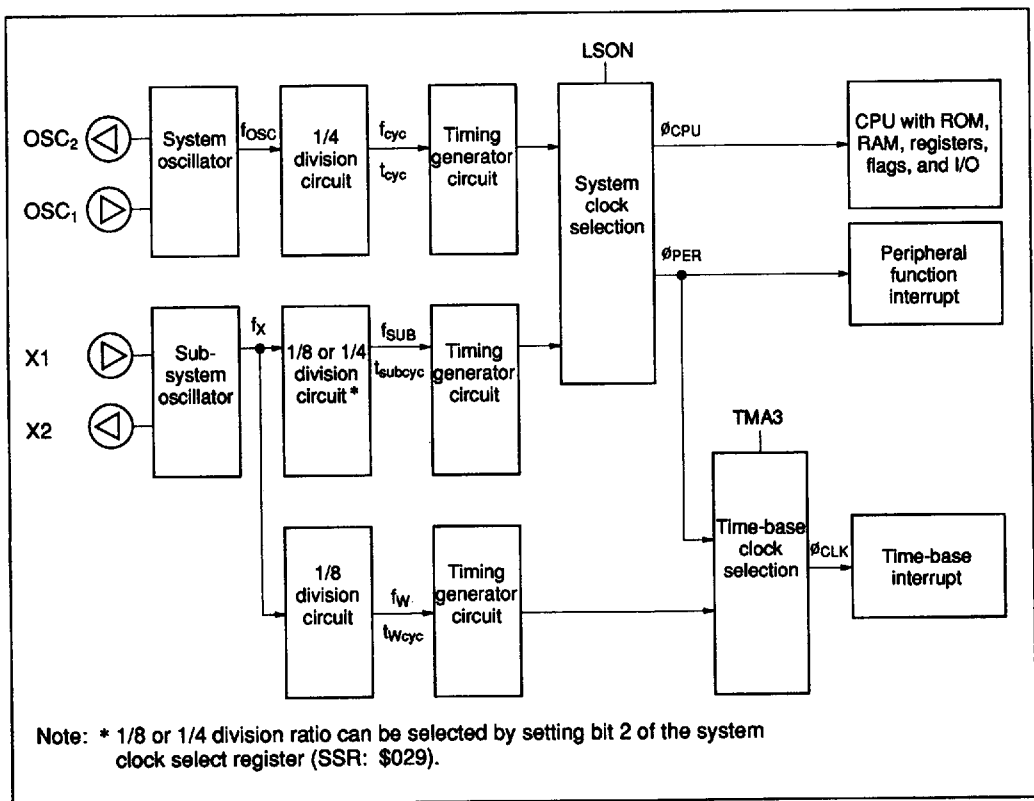 LSON
OSC2
OSC1
System
oscillator
fOSC
1/4
division
circuit
fcyc
tcyc
Timing
generator
circuit
System
clock
selection
øCPU
CPU with ROM,
RAM, registers,
flags, and I/O
øPER
Peripheral
function
interrupt
X1
X2
Sub-
system
oscillator
fX
1/8 or 1/4
division
circuit*
fSUB
tsubcyc
Timing
generator
circuit
TMA3
1/8
division
circuit
fW
tWcyc
Timing
generator
circuit
Time-base
clock
selection
øCLK
Time-base
interrupt
Note: * 1/8 or 1/4 division ratio can be selected by setting bit 2 of the system
clock select register (SSR: $029).